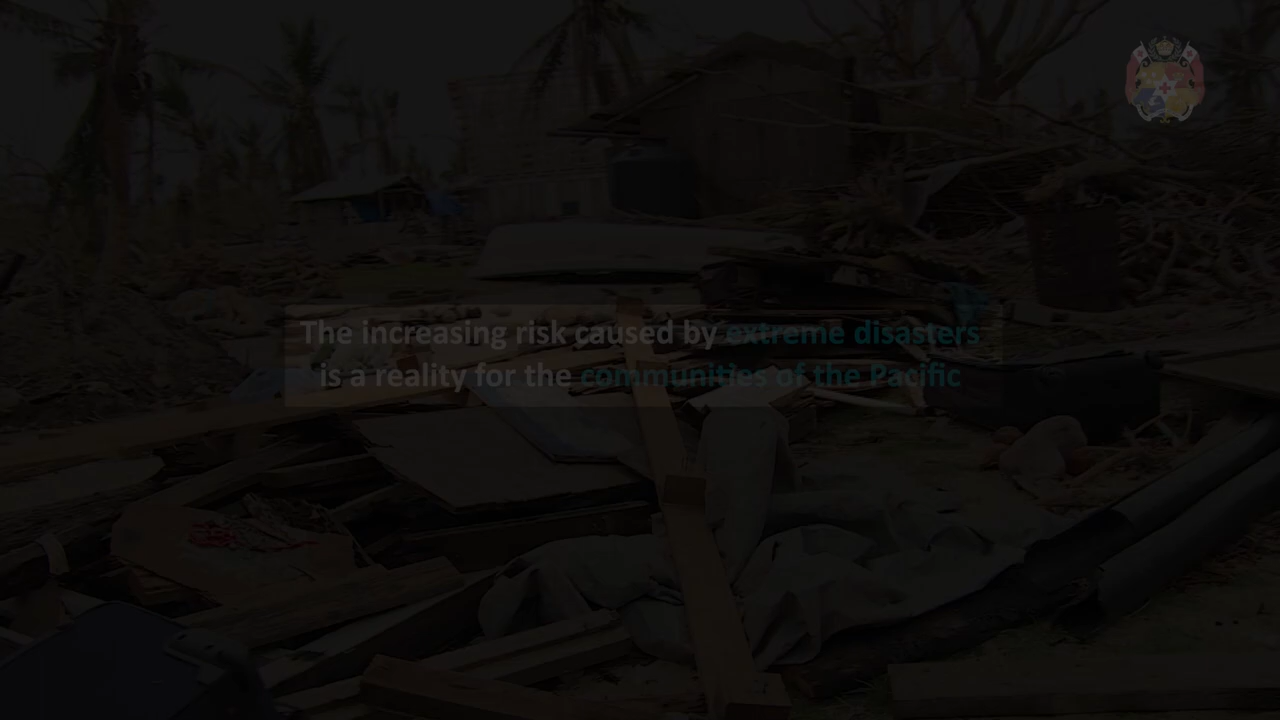 The increasing risk caused by extreme disasters
is a reality for the communities of the Pacific